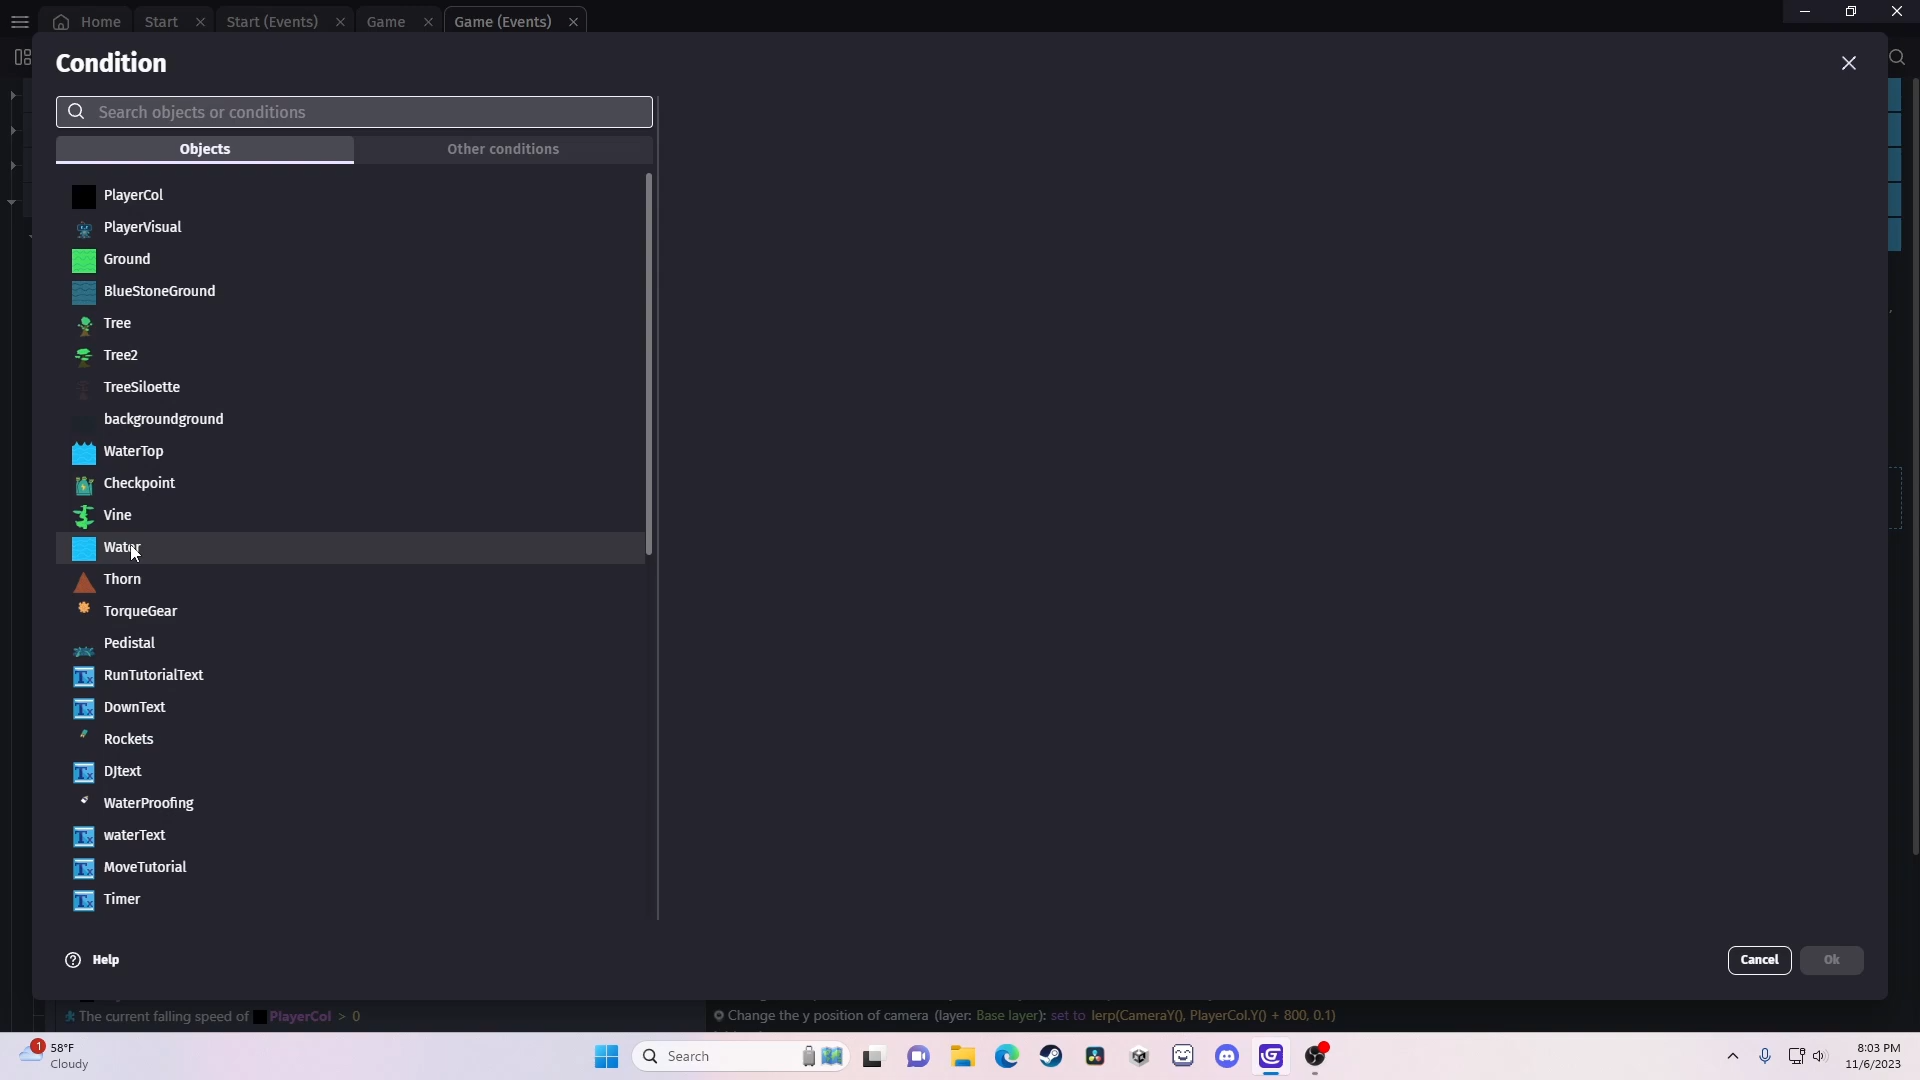 Home
Start
Start (Events)
Game
Game (Events)
Condition
Search objects or conditions
Objects
Other conditions
PlayerCol
PlayerVisual
Ground
BlueStoneGround
Tree
Tree2
TreeSiloette
backgroundground
WaterTop
Checkpoint
Vine
Water
Thorn
TorqueGear
Pedistal
RunTutorialText
DownText
Rockets
DJtext
WaterProofing
waterText
MoveTutorial
Timer
Help
Cancel
Ok
The current falling speed of PlayerCol > 0
Change the y position of camera (layer: Base layer): set to lerp(CameraY(), PlayerCol.Y() + 800, 0.1)
1
58°F
Cloudy
Search
8:03 PM
11/6/2023